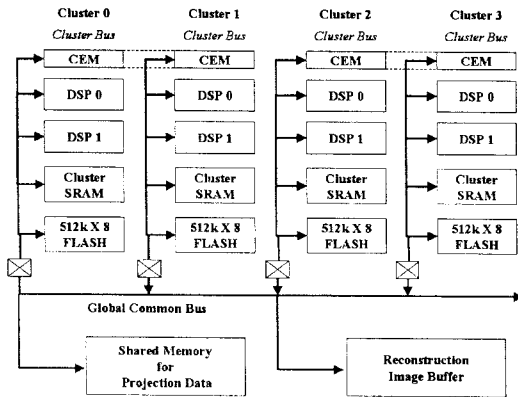 Cluster 0
Cluster 1
Cluster 2
Cluster 3
Cluster Bus
Cluster Bus
Cluster Bus
Cluster Bus
CEM
CEM
CEM
CEM
DSP 0
DSP 0
DSP 0
DSP 0
DSP 1
DSP 1
DSP 1
DSP 1
Cluster
SRAM
Cluster
SRAM
Cluster
SRAM
Cluster
SRAM
512k X 8
FLASH
512k X 8
FLASH
512k X 8
FLASH
512k X 8
FLASH
Global Common Bus
Shared Memory
for
Projection Data
Reconstruction
Image Buffer